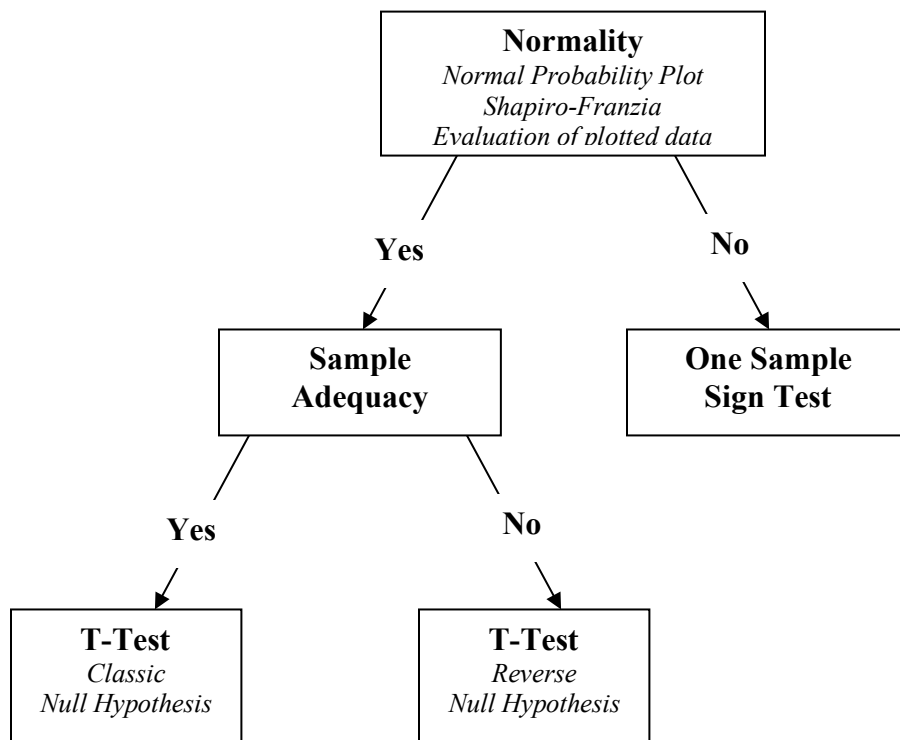 Normality
Normal Probability Plot
Shapiro-Franzia
Evaluation of plotted data
Yes
No
Sample
Adequacy
One Sample
Sign Test
Yes
No
T-Test
Classic
Null Hypothesis
T-Test
Reverse
Null Hypothesis